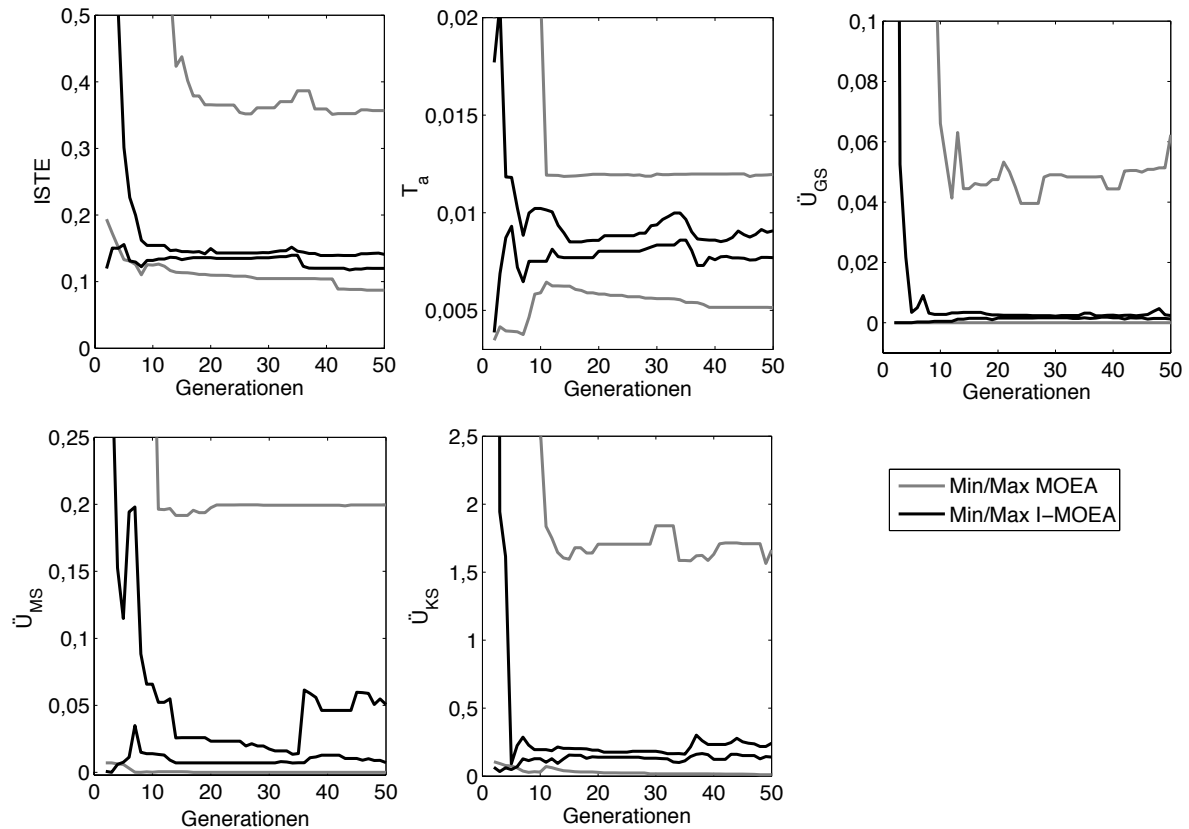 0,5
0,4
0,3
0,2
0,1
0
ISTE
0 10 20 30 40 50
Generationen
0,02
0,015
0,01
0,005
T_a
0 10 20 30 40 50
Generationen
0,1
0,08
0,06
0,04
0,02
0
Ü_GS
0 10 20 30 40 50
Generationen
0,25
0,2
0,15
0,1
0,05
0
Ü_MS
0 10 20 30 40 50
Generationen
2,5
2
1,5
1
0,5
0
Ü_KS
0 10 20 30 40 50
Generationen
Min/Max MOEA
Min/Max I−MOEA